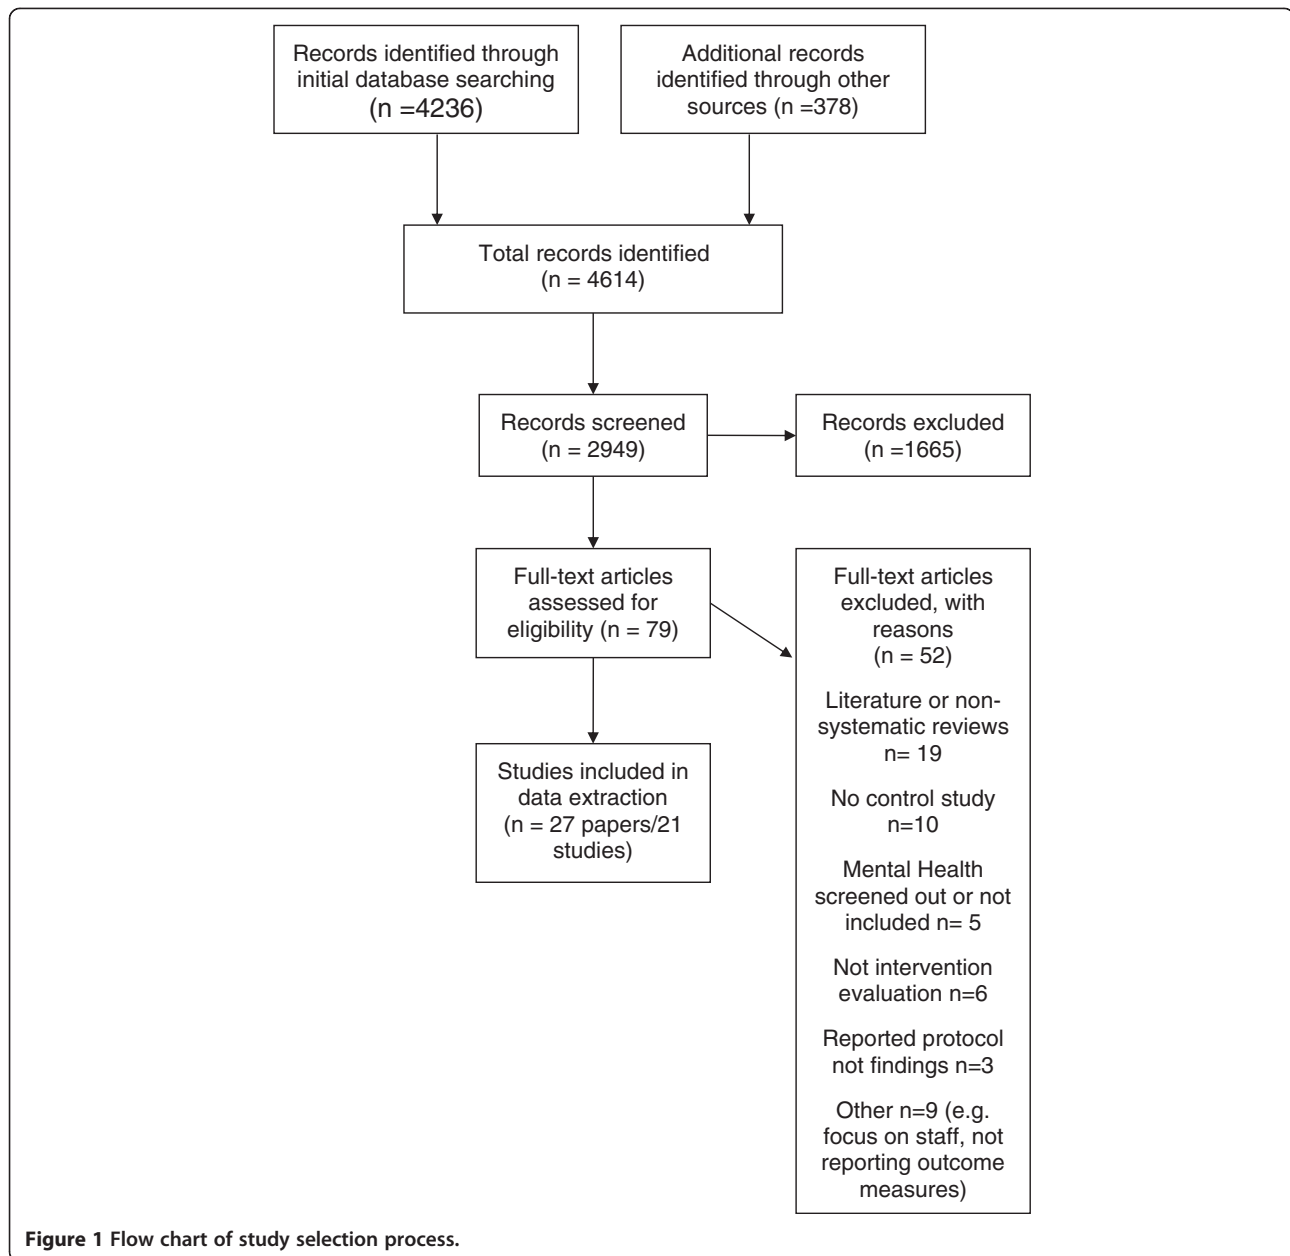 Records identified through
initial database searching
(n =4236)
Additional records
identified through other
sources (n =378)
Total records identified
(n = 4614)
Records screened
(n = 2949)
Records excluded
(n =1665)
Full-text articles
assessed for
eligibility (n = 79)
Full-text articles
excluded, with
reasons
(n = 52)
Literature or non-
systematic reviews
n= 19
No control study
n=10
Mental Health
screened out or not
included n= 5
Not intervention
evaluation n=6
Reported protocol
not findings n=3
Other n=9 (e.g.
focus on staff, not
reporting outcome
measures)
Studies included in
data extraction
(n = 27 papers/21
studies)
Figure 1 Flow chart of study selection process.